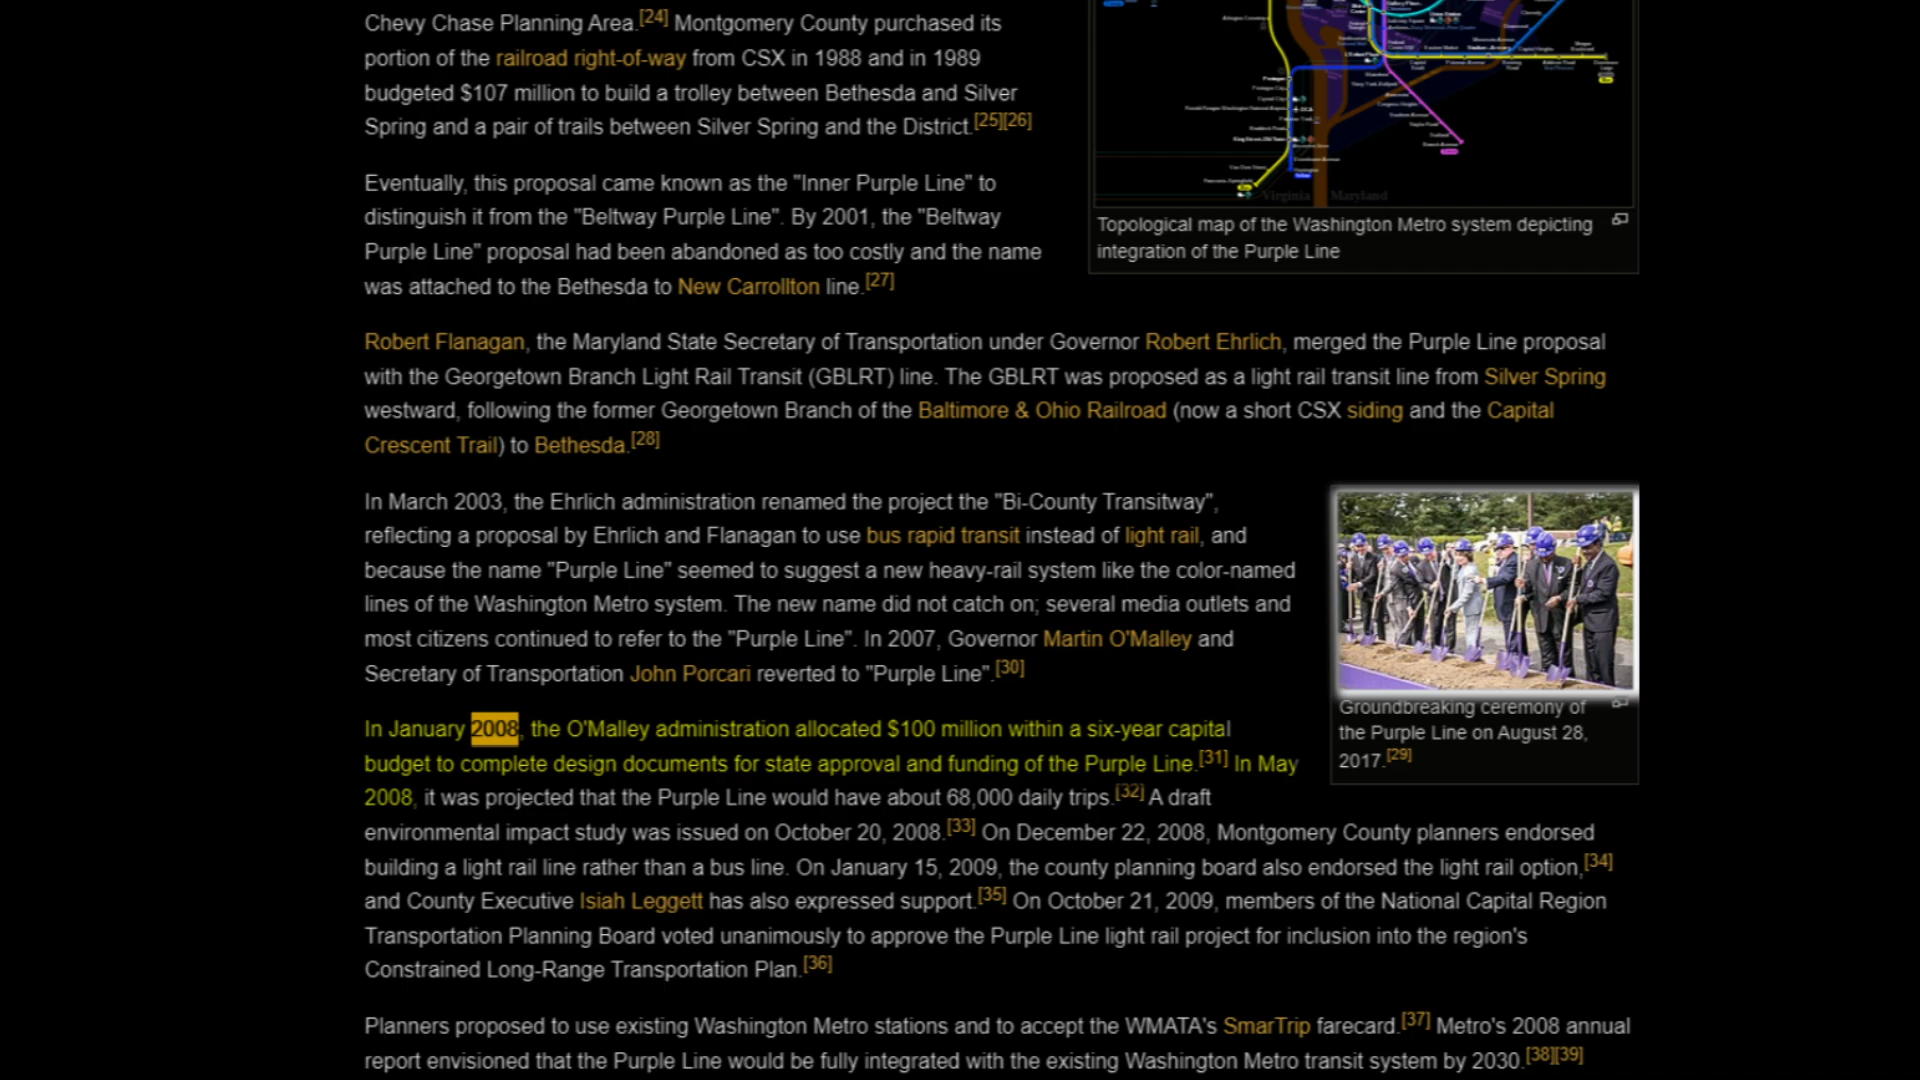 Chevy Chase Planning Area.[24] Montgomery County purchased its
portion of the railroad right-of-way from CSX in 1988 and in 1989
budgeted $107 million to build a trolley between Bethesda and Silver
Spring and a pair of trails between Silver Spring and the District.[25][26]
Virginia Maryland
Topological map of the Washington Metro system depicting
integration of the Purple Line
Eventually, this proposal came known as the "Inner Purple Line" to
distinguish it from the "Beltway Purple Line". By 2001, the "Beltway
Purple Line" proposal had been abandoned as too costly and the name
was attached to the Bethesda to New Carrollton line.[27]
Robert Flanagan, the Maryland State Secretary of Transportation under Governor Robert Ehrlich, merged the Purple Line proposal
with the Georgetown Branch Light Rail Transit (GBLRT) line. The GBLRT was proposed as a light rail transit line from Silver Spring
westward, following the former Georgetown Branch of the Baltimore & Ohio Railroad (now a short CSX siding and the Capital
Crescent Trail) to Bethesda.[28]
In March 2003, the Ehrlich administration renamed the project the "Bi-County Transitway",
reflecting a proposal by Ehrlich and Flanagan to use bus rapid transit instead of light rail, and
because the name "Purple Line" seemed to suggest a new heavy-rail system like the color-named
lines of the Washington Metro system. The new name did not catch on; several media outlets and
most citizens continued to refer to the "Purple Line". In 2007, Governor Martin O'Malley and
Secretary of Transportation John Porcari reverted to "Purple Line".[30]
Groundbreaking ceremony of
the Purple Line on August 28,
2017.[29]
In January 2008, the O'Malley administration allocated $100 million within a six-year capital
budget to complete design documents for state approval and funding of the Purple Line.[31] In May
2008, it was projected that the Purple Line would have about 68,000 daily trips.[32] A draft
environmental impact study was issued on October 20, 2008.[33] On December 22, 2008, Montgomery County planners endorsed
building a light rail line rather than a bus line. On January 15, 2009, the county planning board also endorsed the light rail option,[34]
and County Executive Isiah Leggett has also expressed support.[35] On October 21, 2009, members of the National Capital Region
Transportation Planning Board voted unanimously to approve the Purple Line light rail project for inclusion into the region's
Constrained Long-Range Transportation Plan.[36]
Planners proposed to use existing Washington Metro stations and to accept the WMATA's SmarTrip farecard.[37] Metro's 2008 annual
report envisioned that the Purple Line would be fully integrated with the existing Washington Metro transit system by 2030.[38][39]